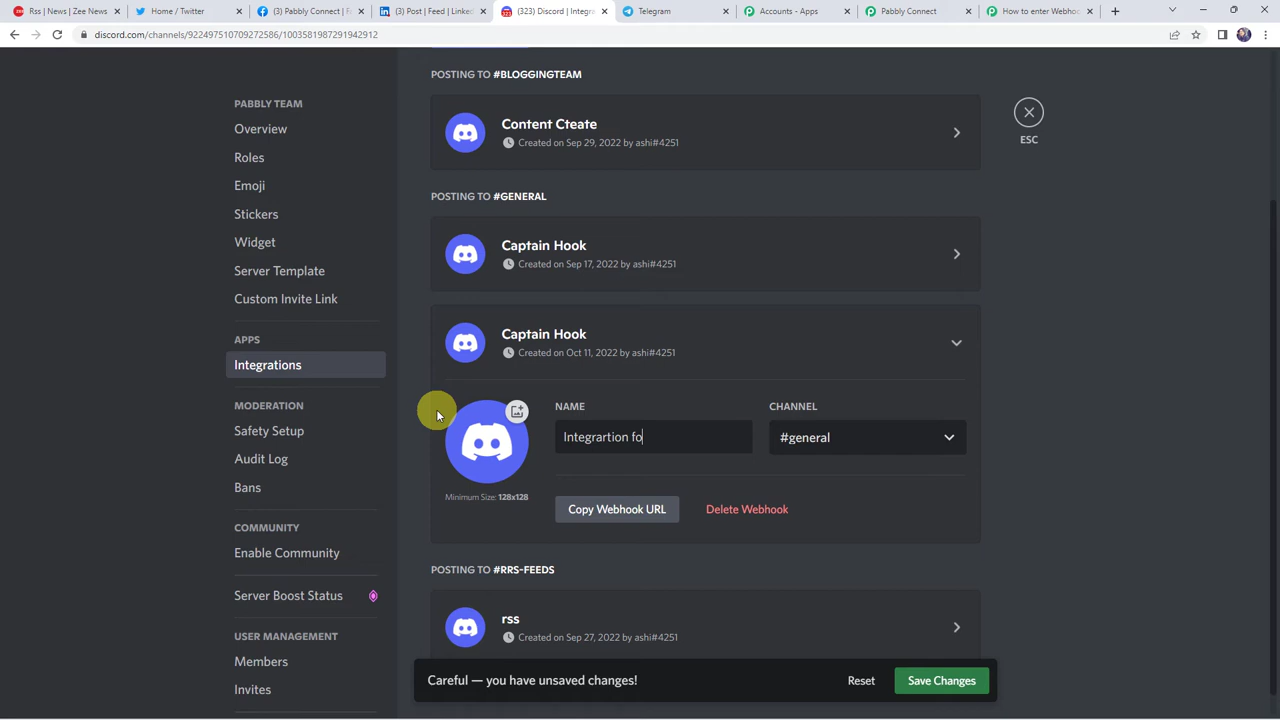 Rss | News | Zee News
Home / Twitter
(3) Pabbly Connect | F
(3) Post | Feed | Linked
(323) Discord | Integra
Telegram
Accounts - Apps
Pabbly Connect
How to enter Webho
discord.com/channels/922497510709272586/1003581987371942912
PABBLY TEAM
Overview
Roles
Emoji
Stickers
Widget
Server Template
Custom Invite Link
APPS
Integrations
MODERATION
Safety Setup
Audit Log
Bans
COMMUNITY
Enable Community
Server Boost Status
USER MANAGEMENT
Members
Invites
POSTING TO #BLOGGINGTEAM
Content Cteate
Created on Sep 29, 2022 by ashi#4251
POSTING TO #GENERAL
Captain Hook
Created on Sep 17, 2022 by ashi#4251
Captain Hook
Created on Oct 11, 2022 by ashi#4251
NAME
CHANNEL
Integrartion fo
#general
Minimum Size: 128x128
Copy Webhook URL
Delete Webhook
POSTING TO #RRS-FEEDS
rss
Created on Sep 27, 2022 by ashi#4251
Careful — you have unsaved changes!
Reset
Save Changes
ESC